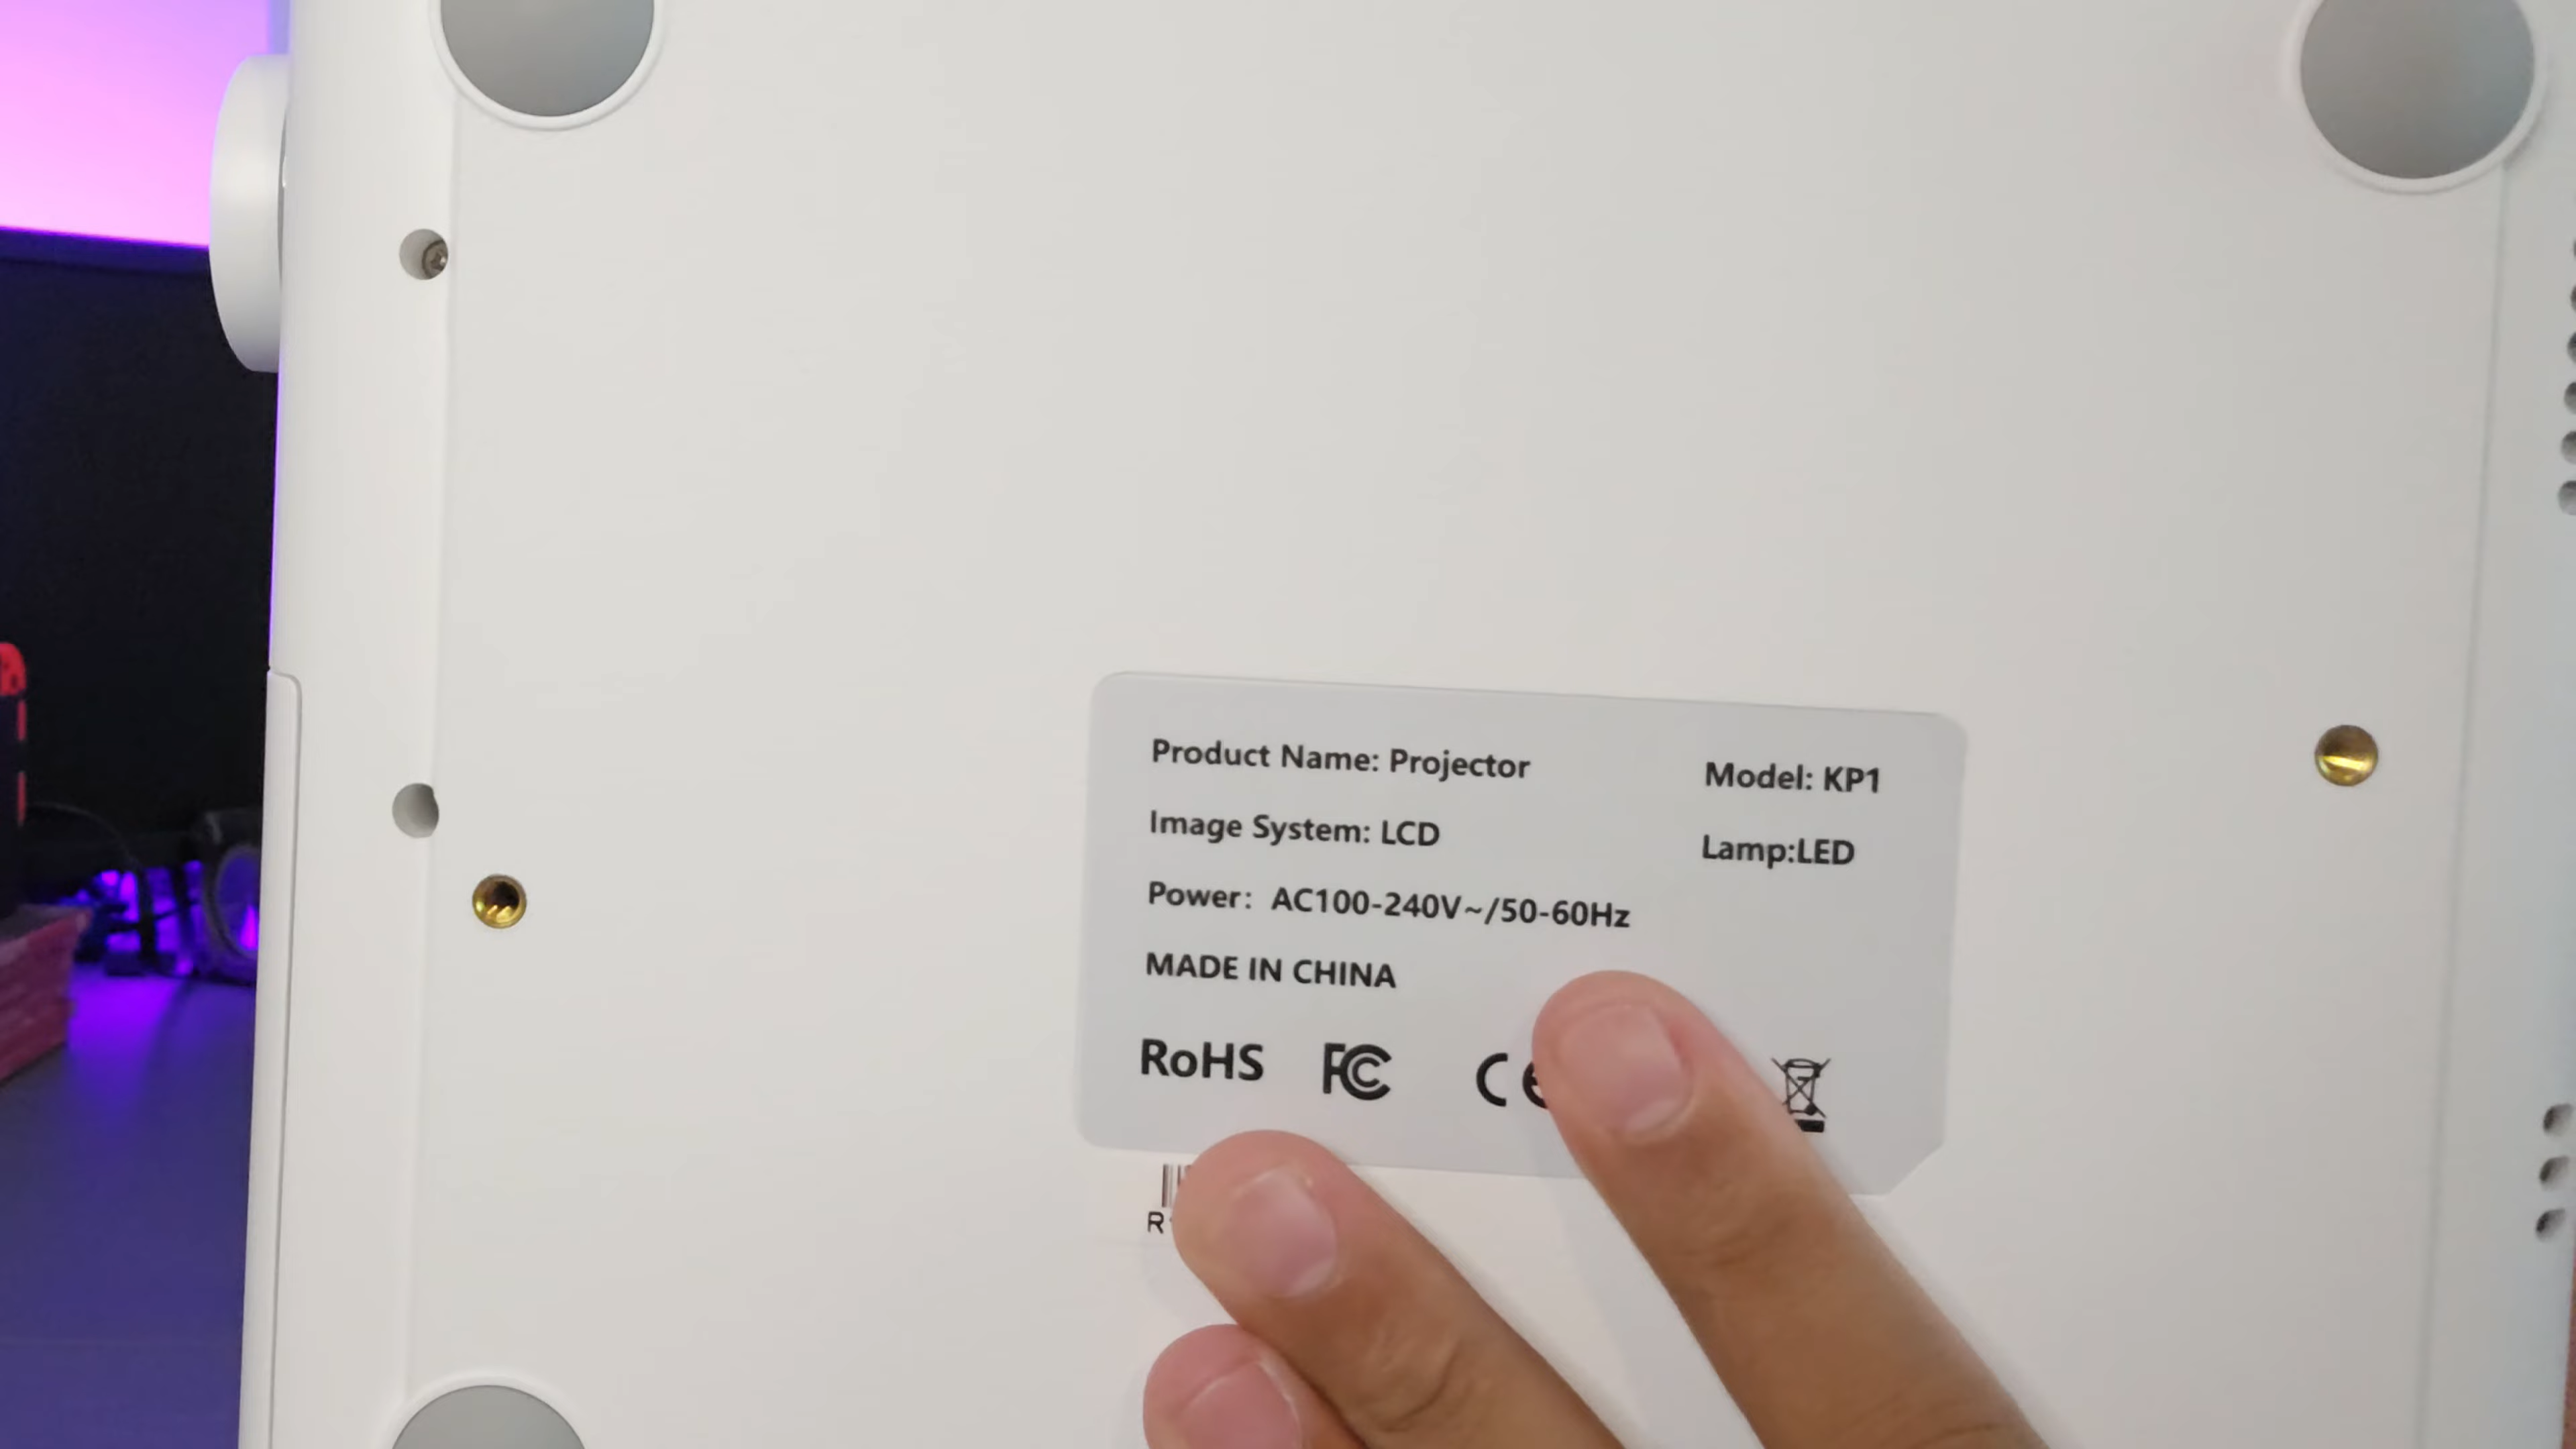 Product Name: Projector
Model: KP1
Image System: LCD
Lamp:LED
Power: AC100-240V~/50-60Hz
MADE IN CHINA
RoHS FC CE